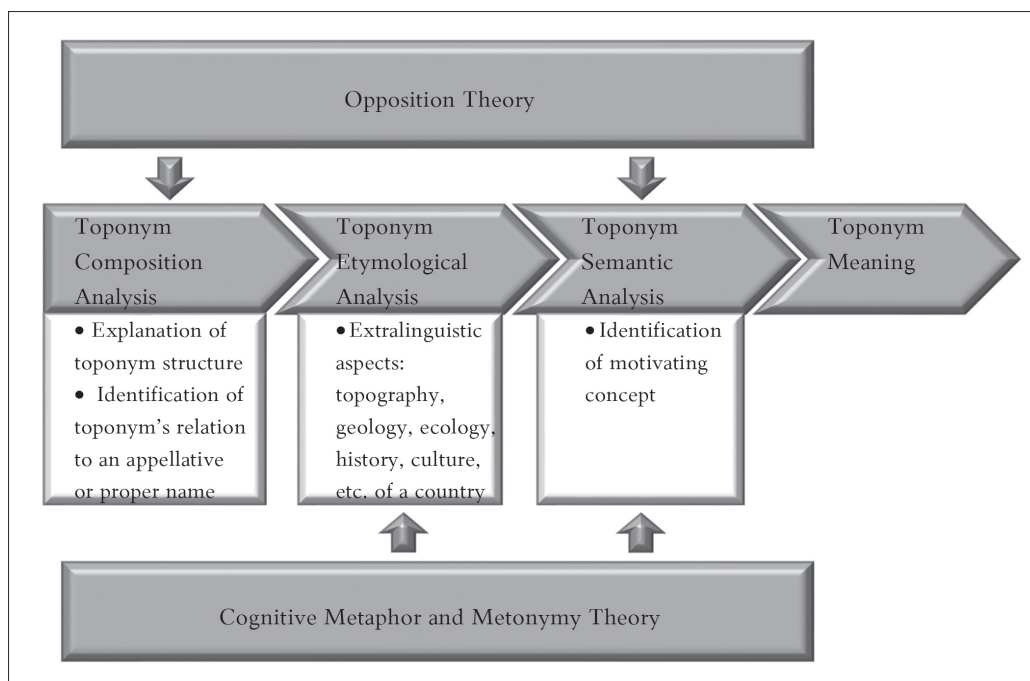 Opposition Theory
Toponym
Composition
Analysis
• Explanation of
toponym structure
• Identification of
toponym’s relation
to an appellative
or proper name
Toponym
Etymological
Analysis
• Extralinguistic
aspects:
topography,
geology, ecology,
history, culture,
etc. of a country
Toponym
Semantic
Analysis
• Identification
of motivating
concept
Toponym
Meaning
Cognitive Metaphor and Metonymy Theory